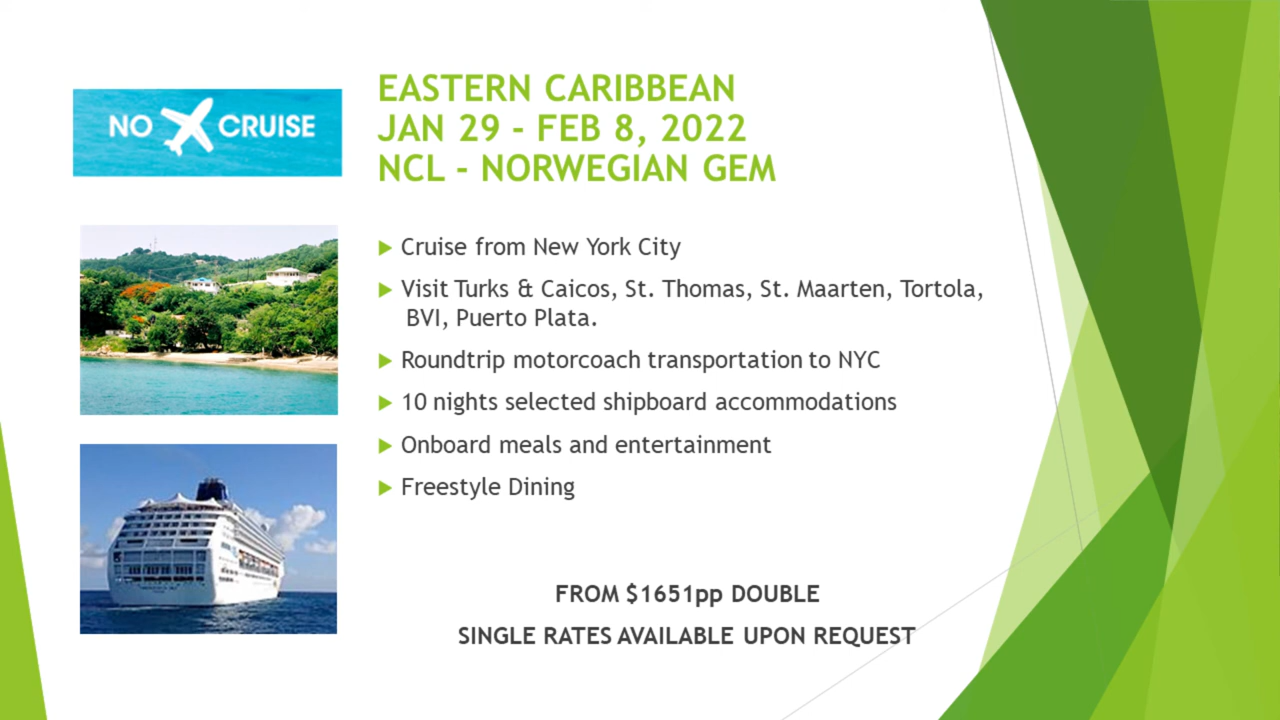 NO CRUISE
EASTERN CARIBBEAN
JAN 29 - FEB 8, 2022
NCL - NORWEGIAN GEM
Cruise from New York City
Visit Turks & Caicos, St. Thomas, St. Maarten, Tortola,
BVI, Puerto Plata.
Roundtrip motorcoach transportation to NYC
10 nights selected shipboard accommodations
Onboard meals and entertainment
Freestyle Dining
FROM $1651pp DOUBLE
SINGLE RATES AVAILABLE UPON REQUEST